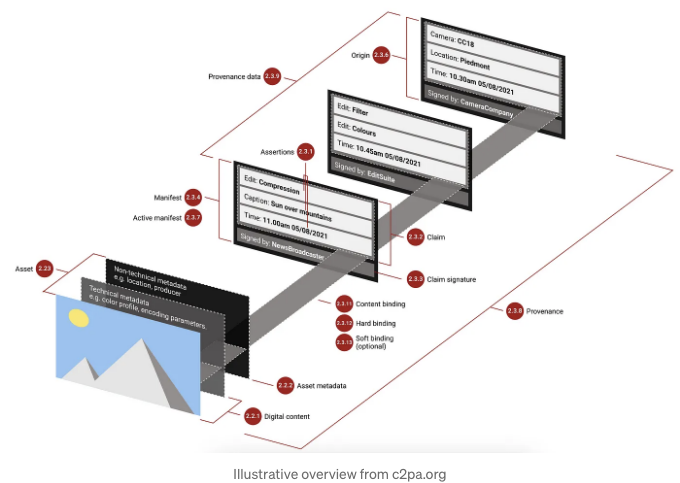 Camera: CC18
Location: Piedmont
Time: 10.30am 05/08/2021
Signed by: CameraCompany
Origin 2.3.6
Provenance data 2.3.9
Edit: Filter
Edit: Colours
Time: 10.45am 05/08/2021
Signed by: EditSuite
Assertions 2.3.1
Edit: Compression
Caption: Sun over mountains
Time: 11.00am 05/08/2021
Signed by: NewsBroadcaster
Manifest 2.3.4
Active manifest 2.3.7
2.3.2 Claim
2.3.3 Claim signature
Asset 2.23
Non-technical metadata
e.g. location, producer
Technical metadata
e.g. color profile, encoding parameters
2.3.11 Content binding
2.3.12 Hard binding
2.3.13 Soft binding
(optional)
2.3.8 Provenance
2.2.2 Asset metadata
2.2.1 Digital content
Illustrative overview from c2pa.org